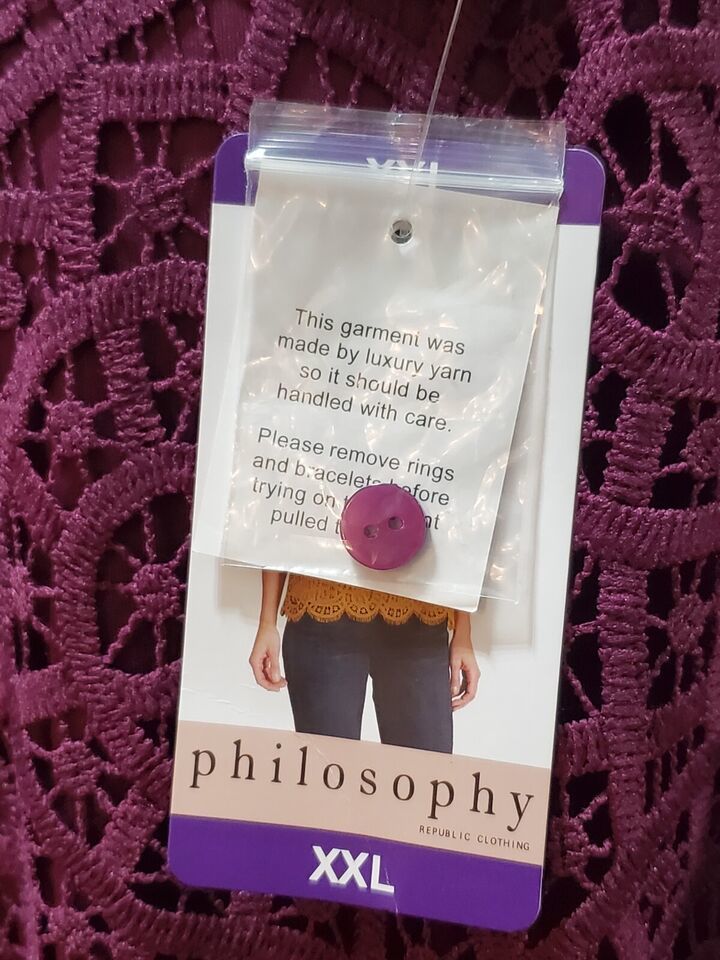 XXL
This garment was
made by luxury yarn
so it should be
handled with care.
Please remove rings
and bracelets before
trying on
pulled
philosophy
REPUBLIC CLOTHING
XXL